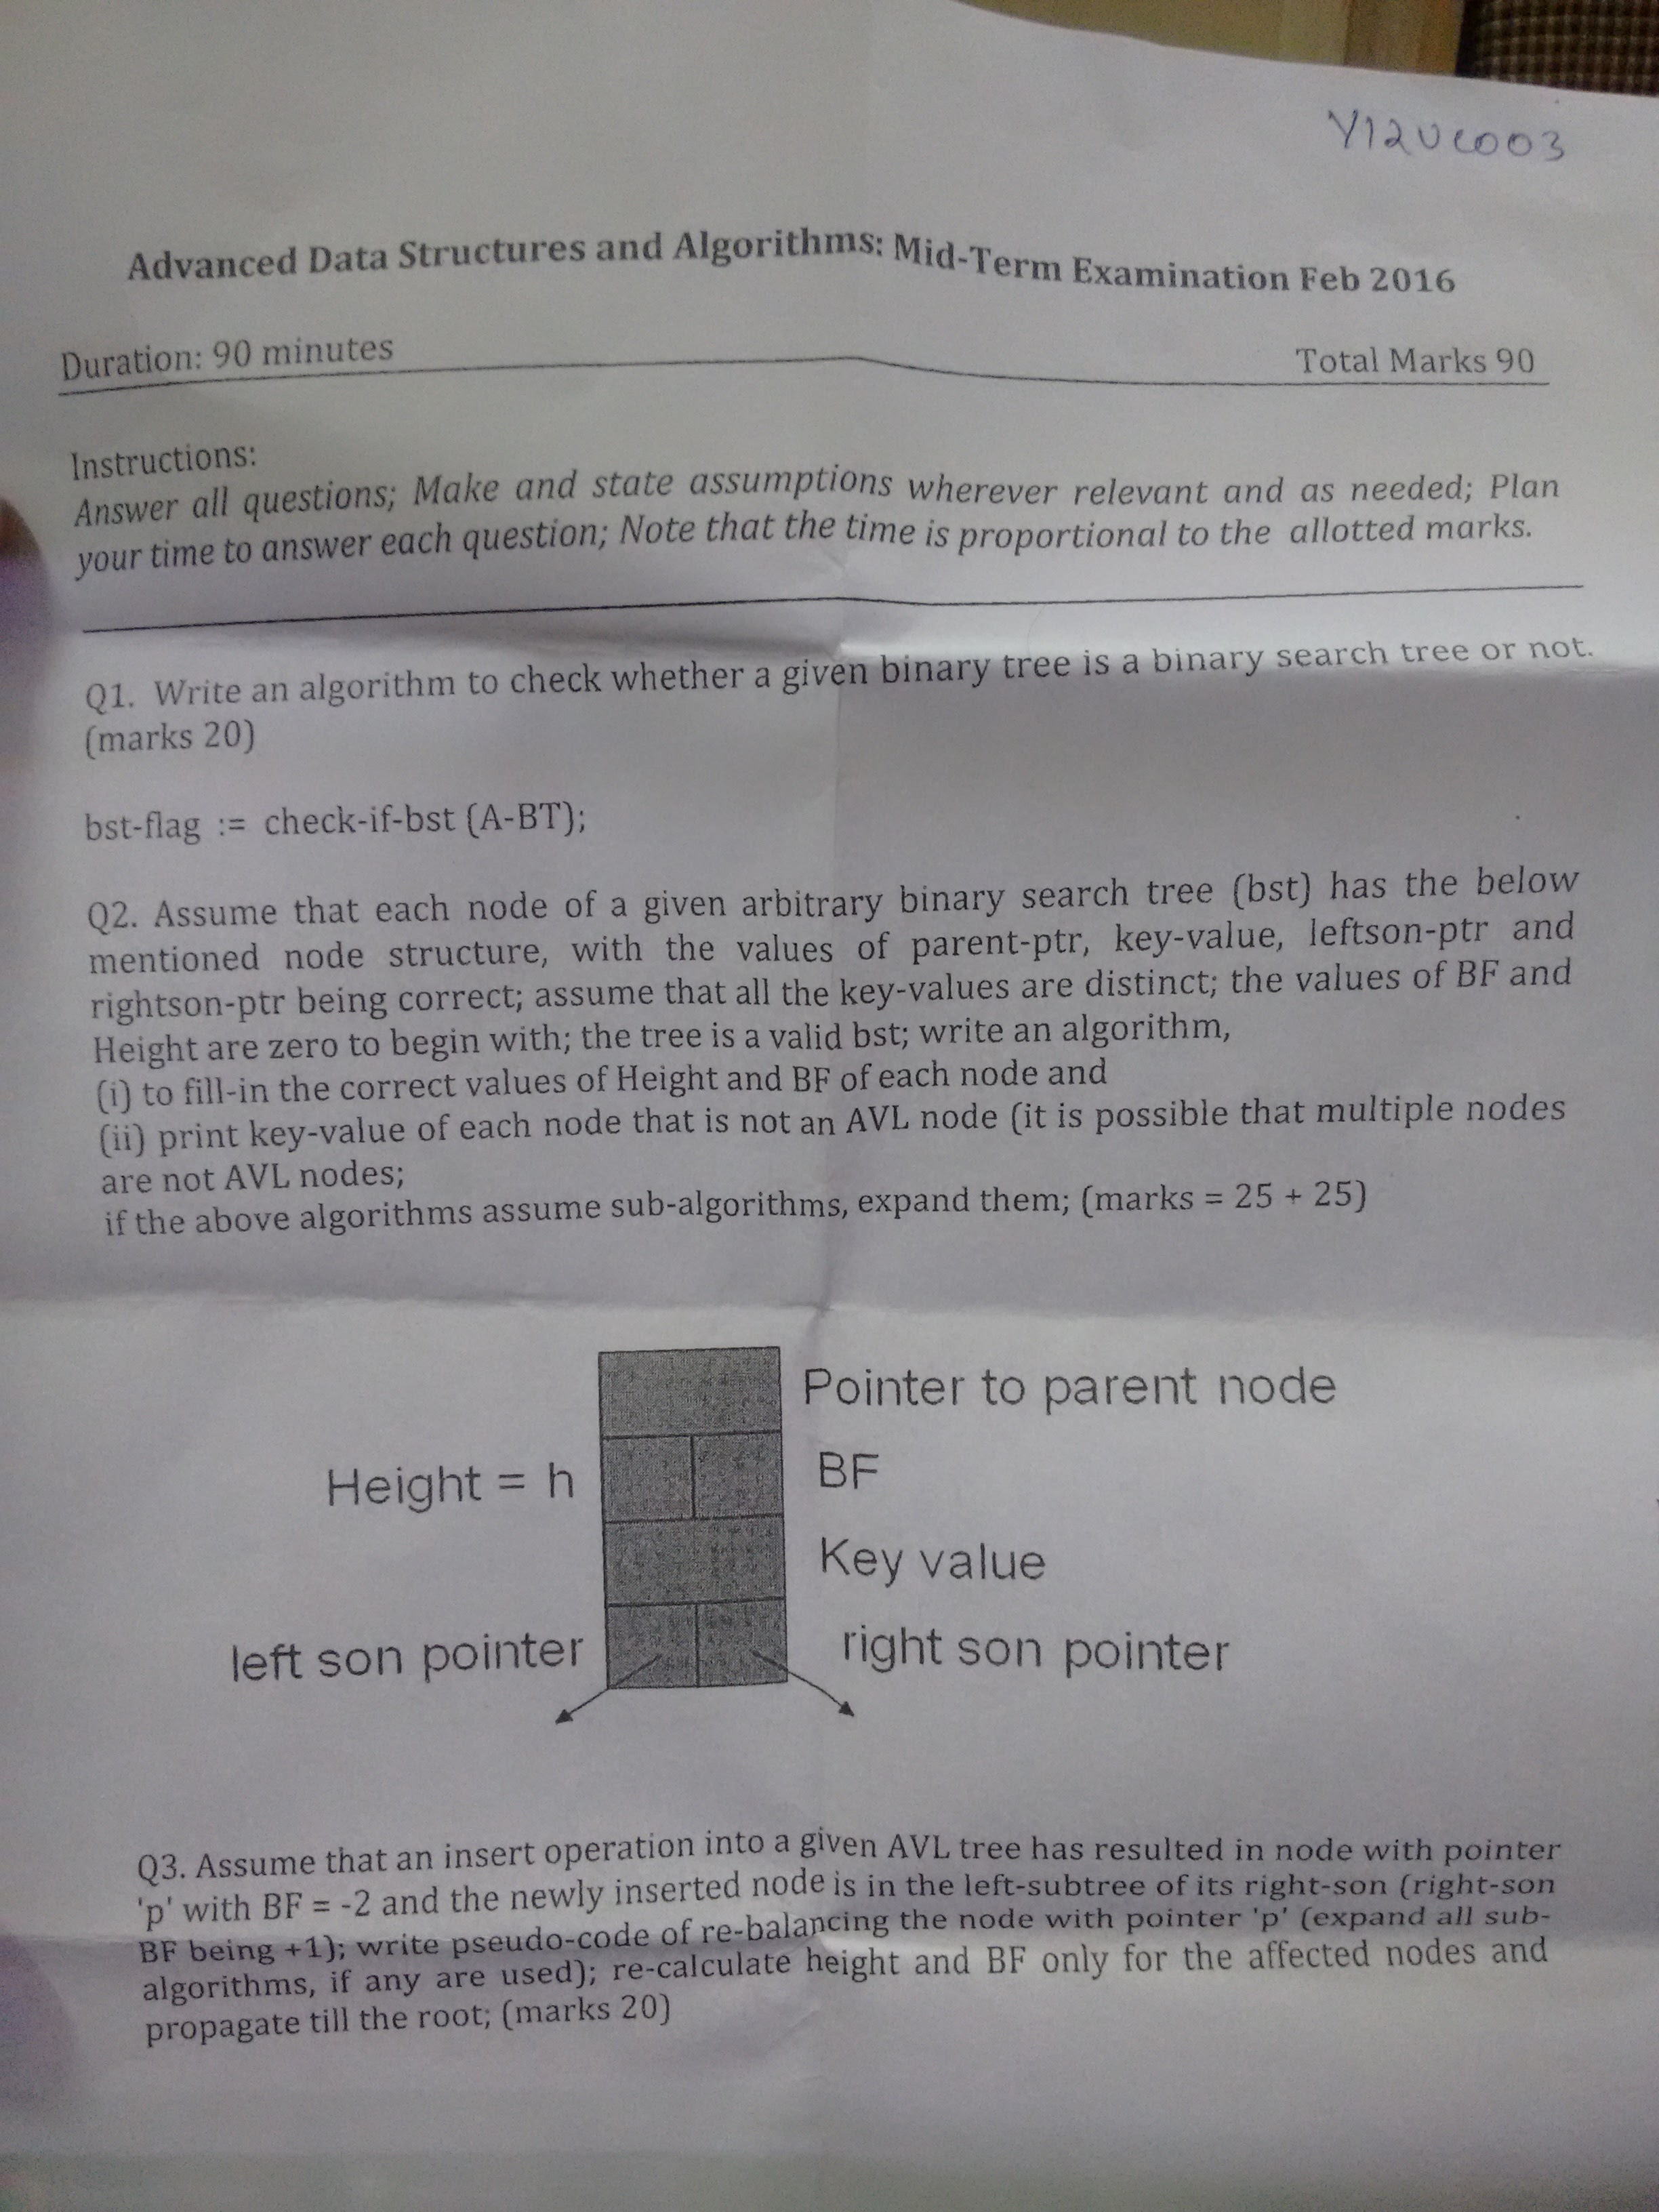 Y12UC003
Advanced Data Structures and Algorithms: Mid-Term Examination Feb 2016
Duration: 90 minutes Total Marks 90
Instructions:
Answer all questions; Make and state assumptions wherever relevant and as needed; Plan
your time to answer each question; Note that the time is proportional to the allotted marks.
Q1. Write an algorithm to check whether a given binary tree is a binary search tree or not.
(marks 20)
bst-flag := check-if-bst (A-BT);
Q2. Assume that each node of a given arbitrary binary search tree (bst) has the below
mentioned node structure, with the values of parent-ptr, key-value, leftson-ptr and
rightson-ptr being correct; assume that all the key-values are distinct; the values of BF and
Height are zero to begin with; the tree is a valid bst; write an algorithm,
(i) to fill-in the correct values of Height and BF of each node and
(ii) print key-value of each node that is not an AVL node (it is possible that multiple nodes
are not AVL nodes;
if the above algorithms assume sub-algorithms, expand them; (marks = 25 + 25)
Pointer to parent node
Height = h BF
Key value
left son pointer right son pointer
Q3. Assume that an insert operation into a given AVL tree has resulted in node with pointer
'p' with BF = -2 and the newly inserted node is in the left-subtree of its right-son (right-son
BF being +1); write pseudo-code of re-balancing the node with pointer 'p' (expand all sub-
algorithms, if any are used); re-calculate height and BF only for the affected nodes and
propagate till the root; (marks 20)